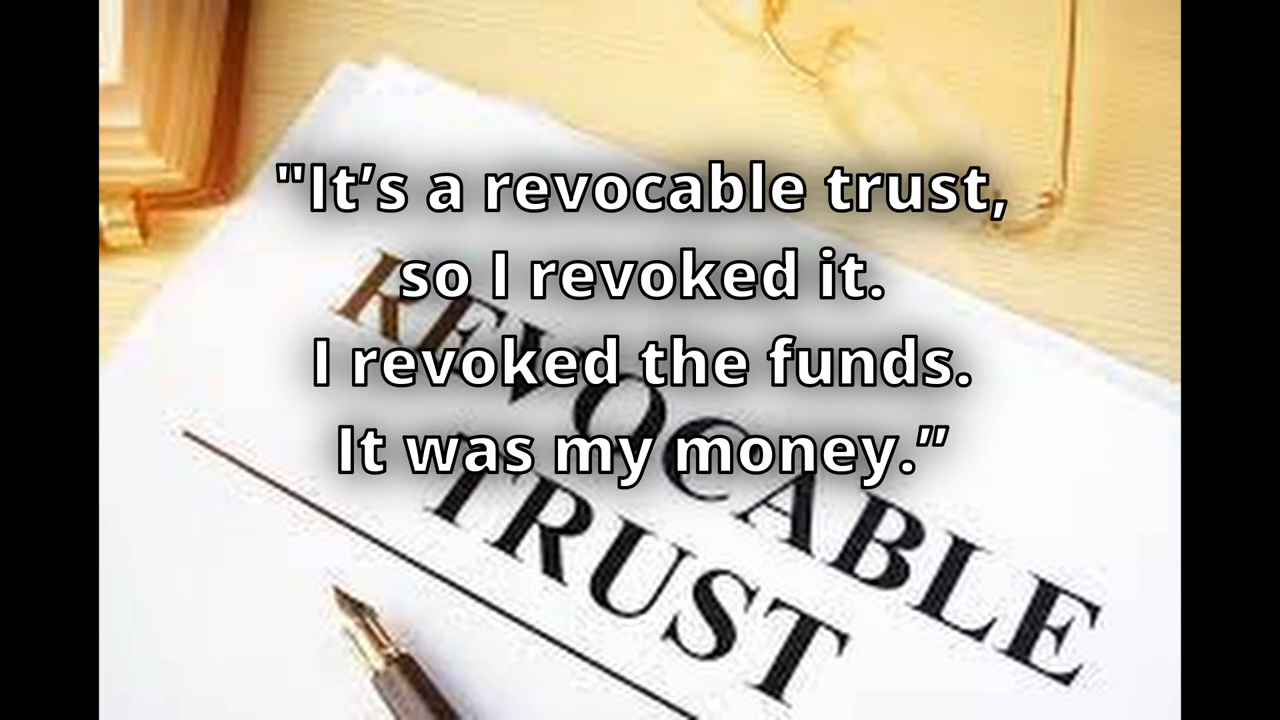 "It’s a revocable trust,
so I revoked it.
I revoked the funds.
It was my money.”
REVOCABLE
TRUST